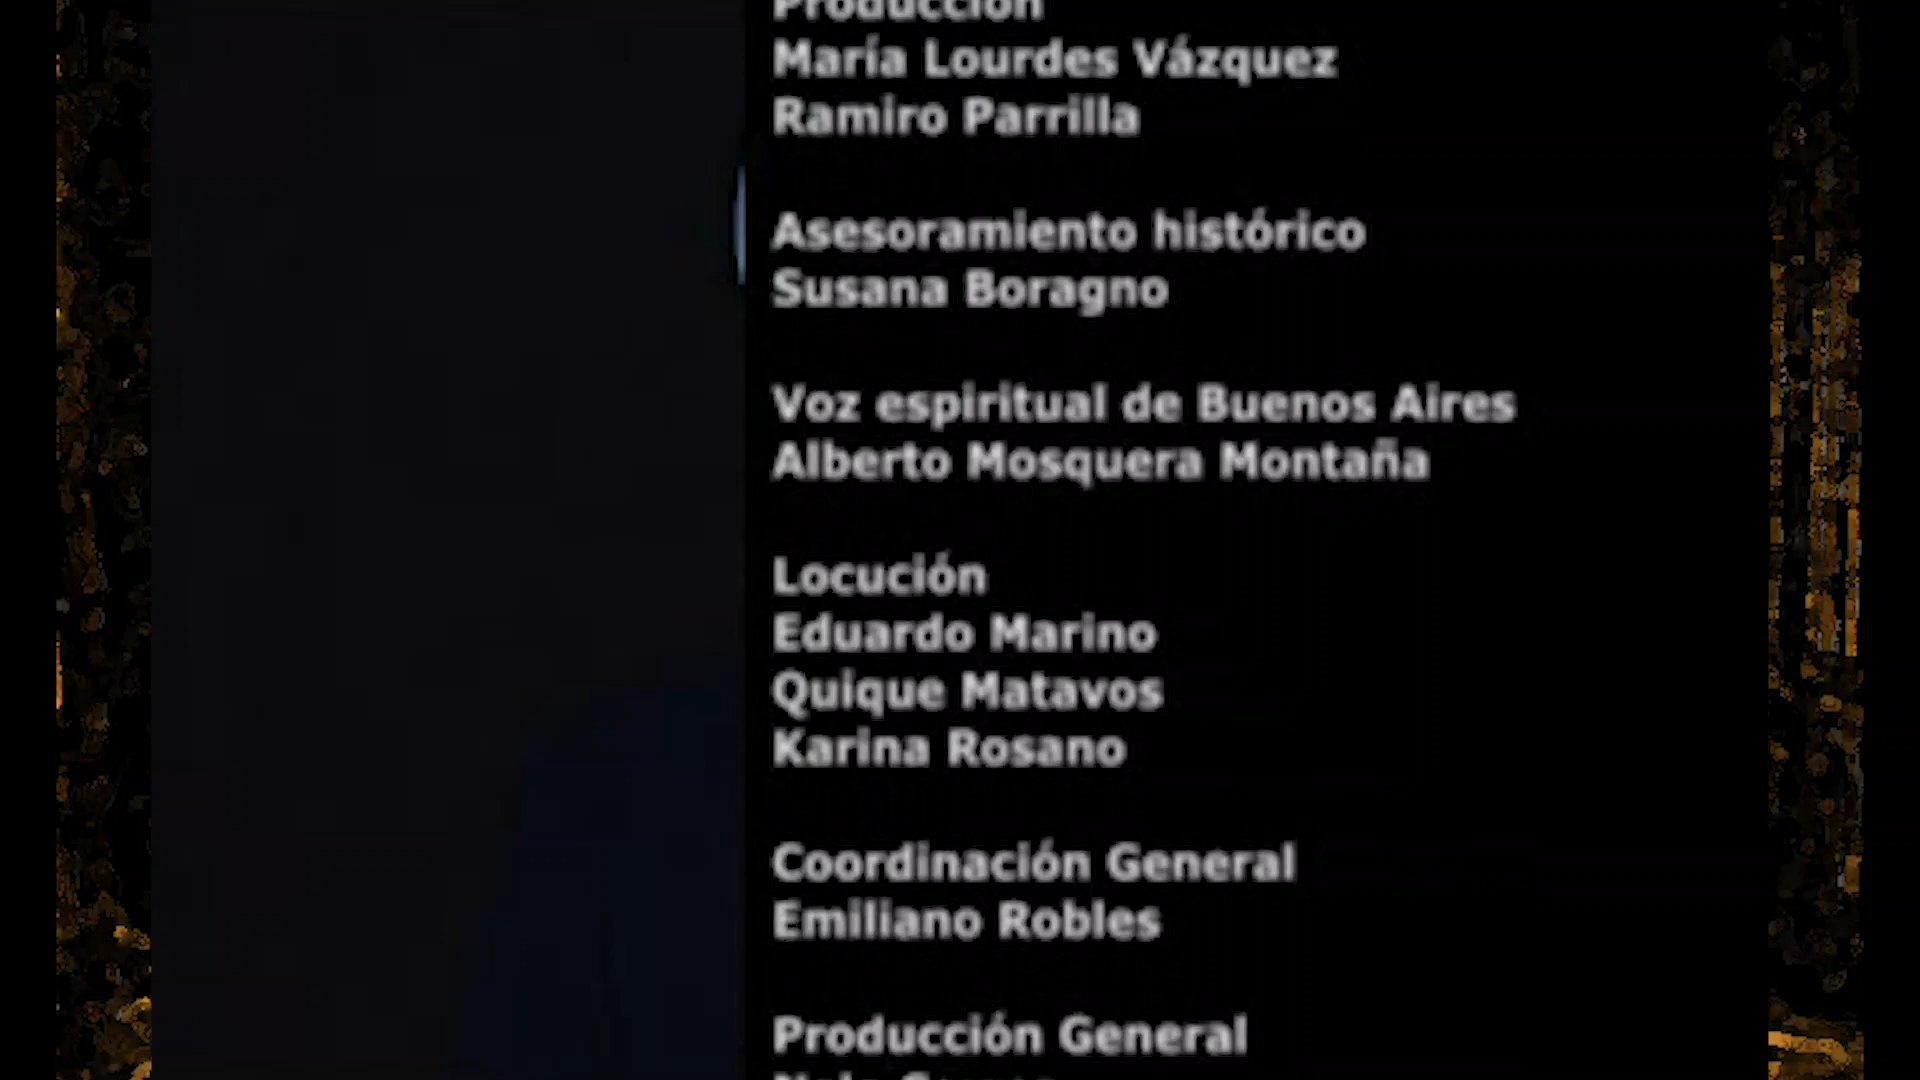 Producción
María Lourdes Vázquez
Ramiro Parrilla
Asesoramiento histórico
Susana Boragno
Voz espiritual de Buenos Aires
Alberto Mosquera Montaña
Locución
Eduardo Marino
Quique Matavos
Karina Rosano
Coordinación General
Emiliano Robles
Producción General